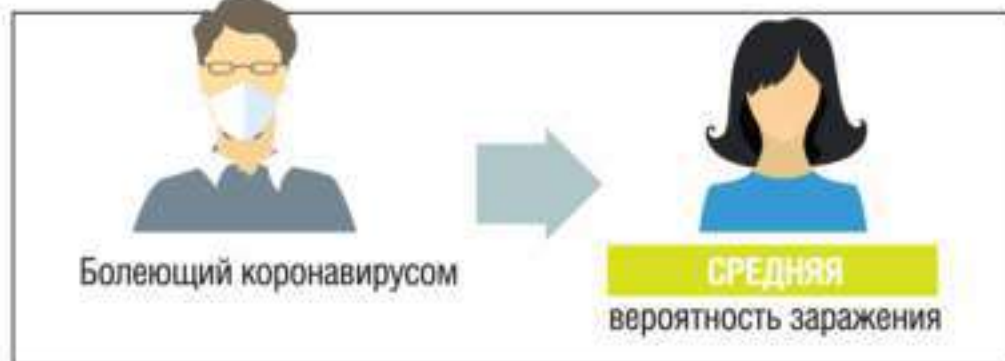 Болеющий коронавирусом
СРЕДНЯЯ
вероятность заражения